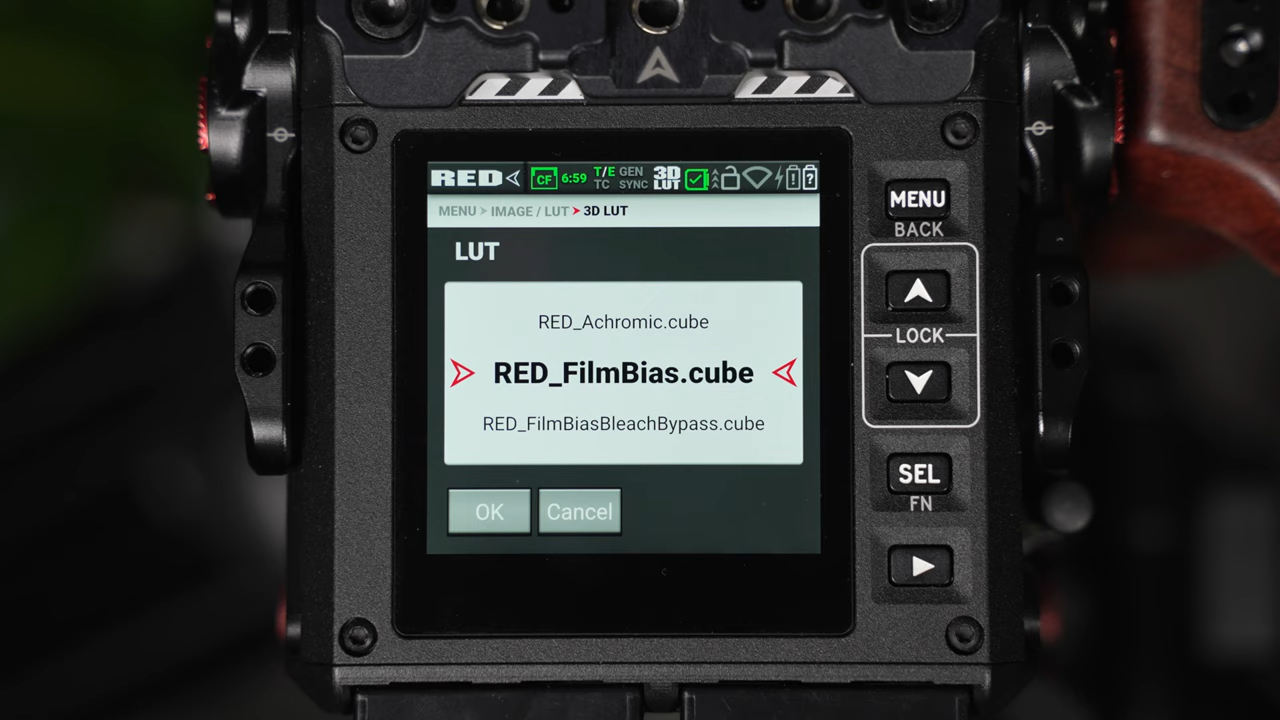 RED CF 6:59 T/E GEN 3D
TC SYNC LUT
MENU > IMAGE / LUT > 3D LUT
LUT
RED_Achromic.cube
RED_FilmBias.cube
RED_FilmBiasBleachBypass.cube
OK Cancel
MENU
BACK
LOCK
SEL
FN